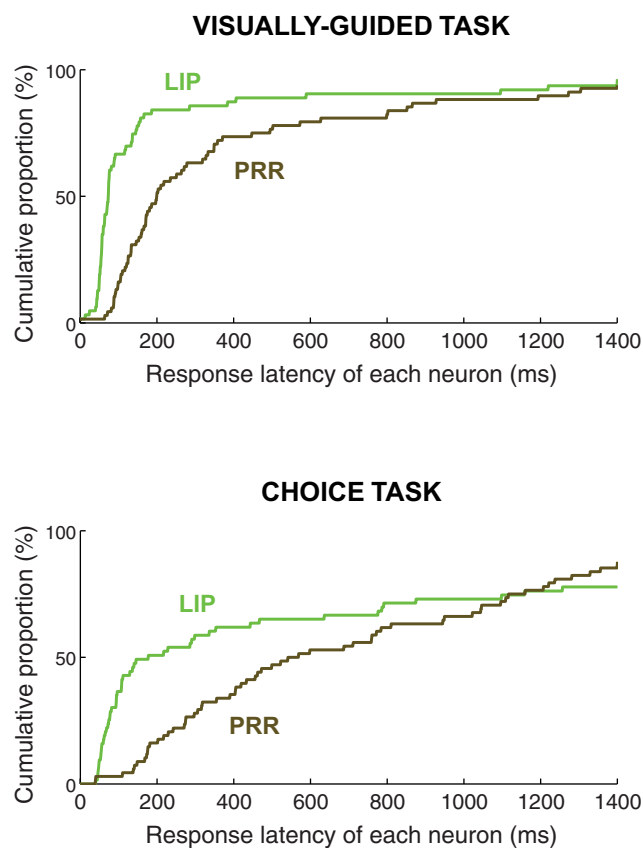 VISUALLY-GUIDED TASK
100
50
0
Cumulative proportion (%)
LIP
PRR
0 200 400 600 800 1000 1200 1400
Response latency of each neuron (ms)
CHOICE TASK
100
50
0
Cumulative proportion (%)
LIP
PRR
0 200 400 600 800 1000 1200 1400
Response latency of each neuron (ms)